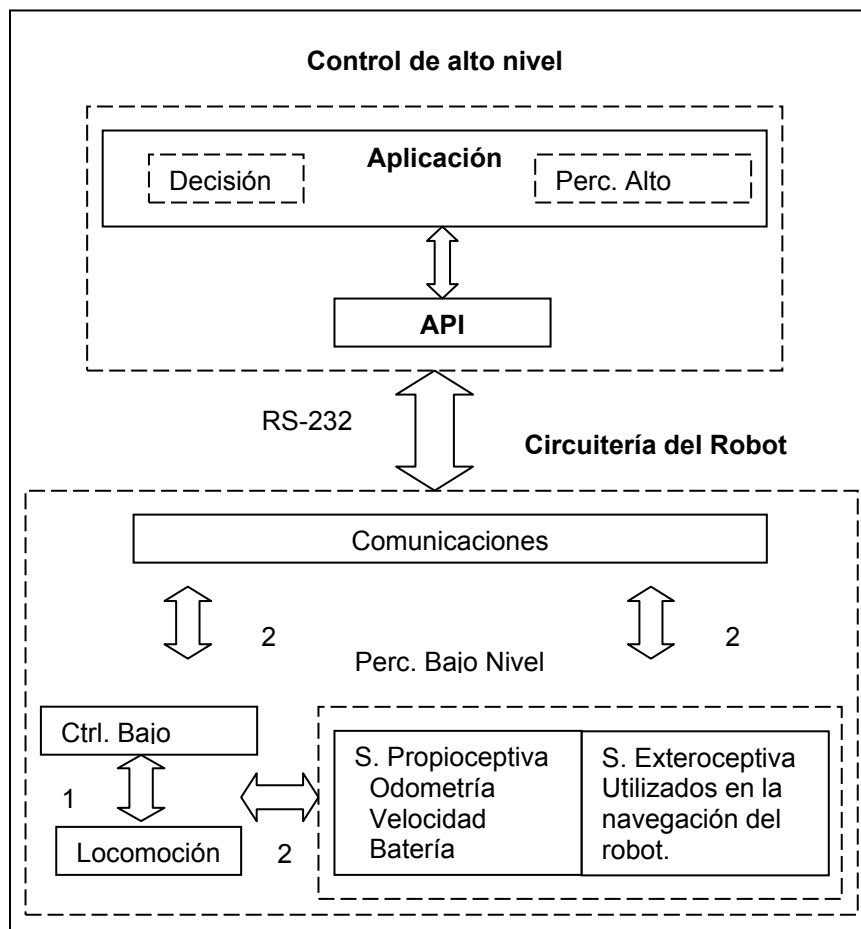 Control de alto nivel
Aplicación
Decisión
Perc. Alto
API
RS-232
Circuitería del Robot
Comunicaciones
2
2
Perc. Bajo Nivel
Ctrl. Bajo
S. Propioceptiva
Odometría
Velocidad
Batería
S. Exteroceptiva
Utilizados en la
navegación del
robot.
1
Locomoción
2